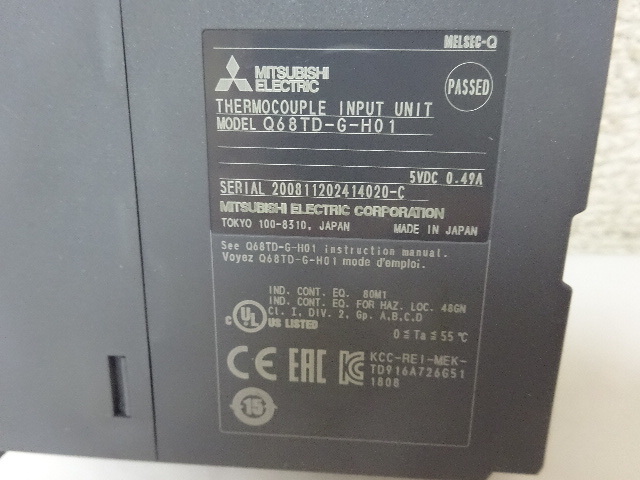 MELSEC-Q
MITSUBISHI
ELECTRIC
PASSED
THERMOCOUPLE INPUT UNIT
MODEL Q68TD-G-H01
5VDC 0.49A
SERIAL 200811202414020-C
MITSUBISHI ELECTRIC CORPORATION
TOKYO 100-8310, JAPAN MADE IN JAPAN
See Q68TD-G-H01 instruction manual.
Voyez Q68TD-G-H01 mode d'emploi.
IND. CONT. EQ. 80M1
IND. CONT. EQ. FOR HAZ. LOC. 48GN
Cl. I, DIV. 2, Gp. A,B,C,D
c UL US LISTED
0≦Ta≦55℃
CE EAC KC
KCC-REI-MEK-
TD916A726G51
1808
15